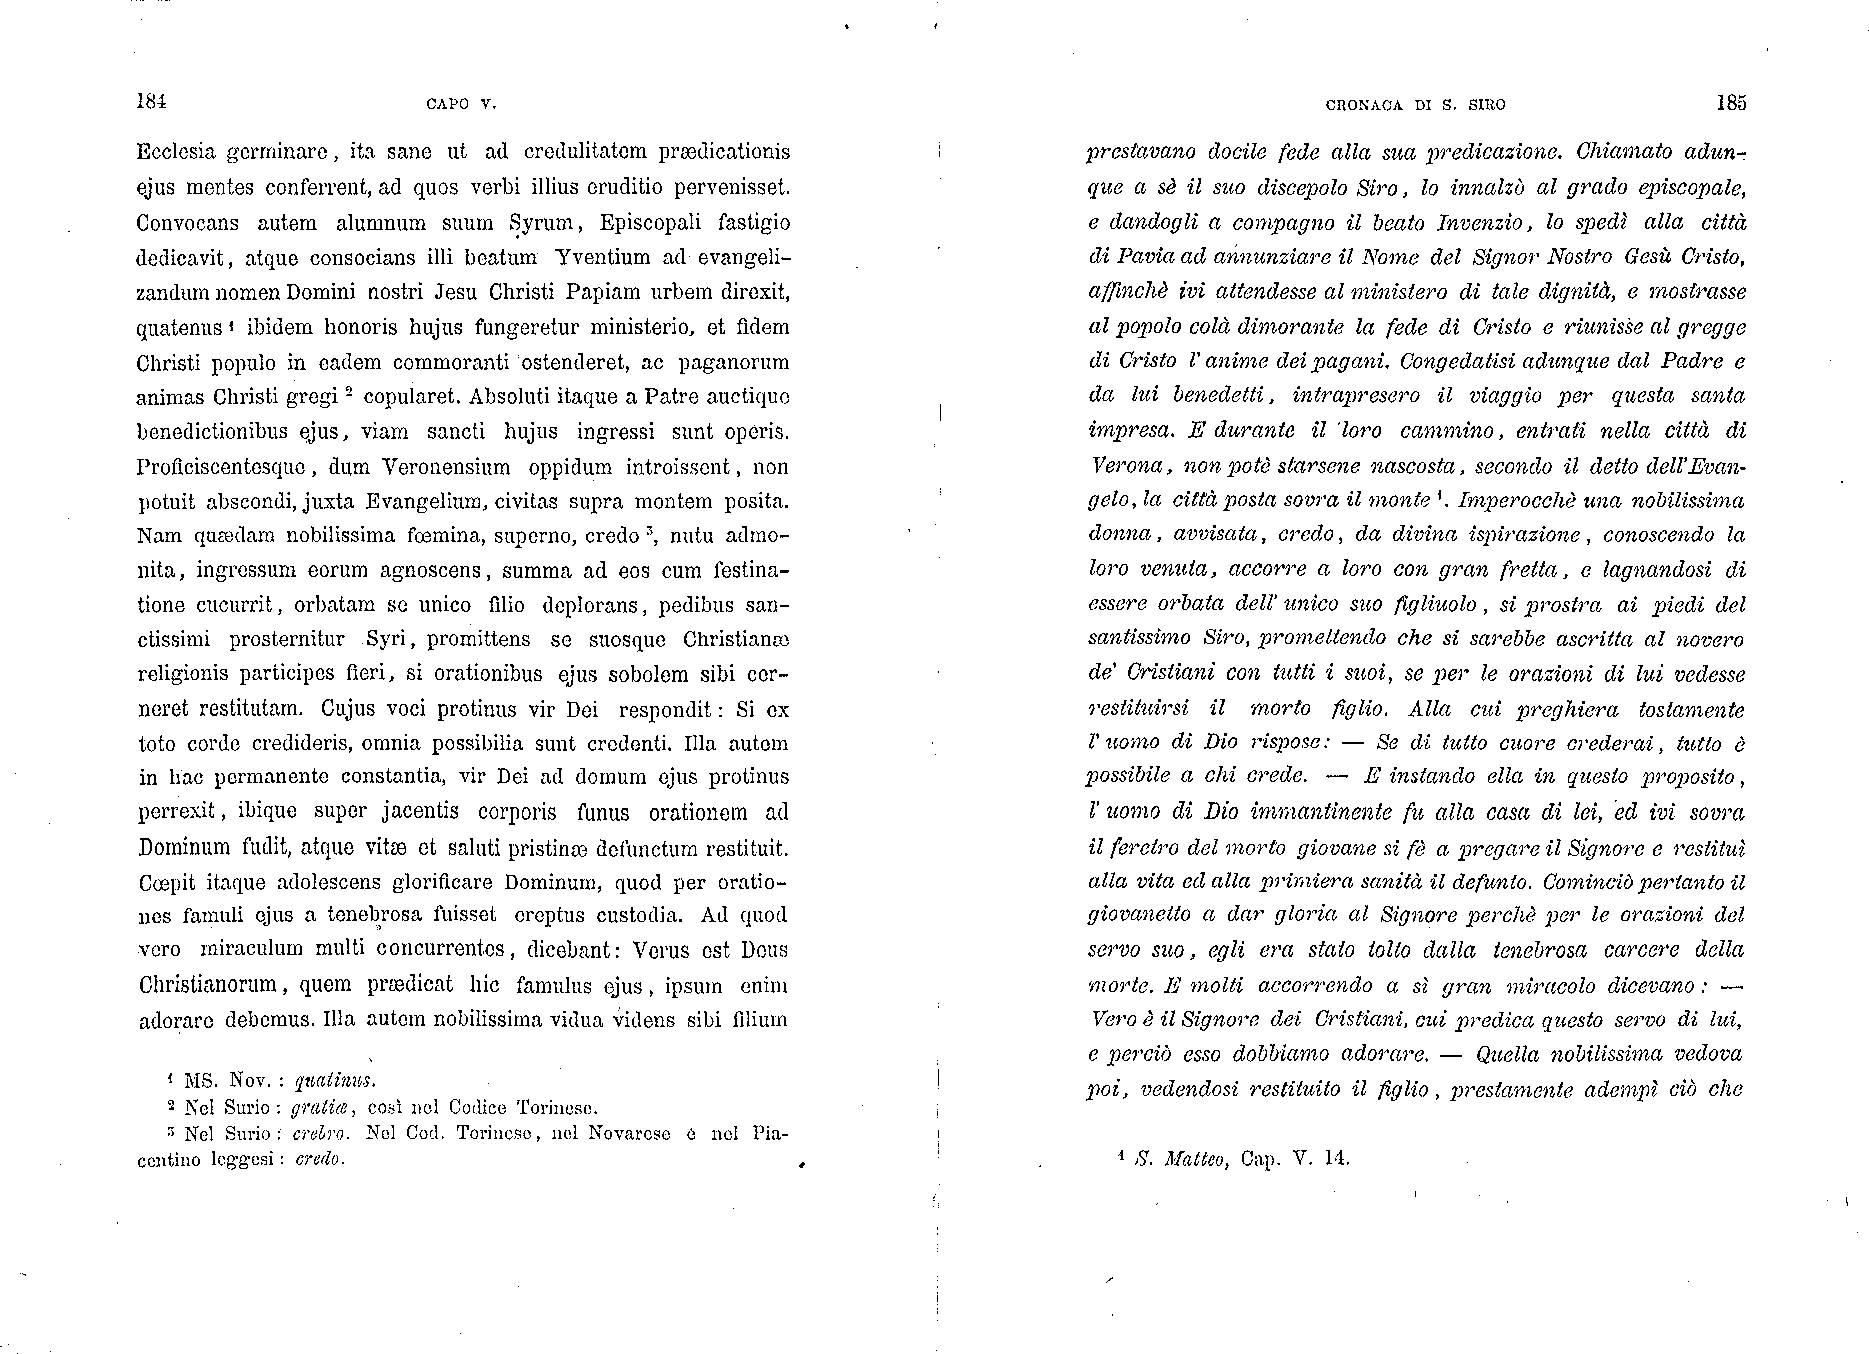 184 CAPO V.
Ecclesia germinare, ita sane ut ad credulitatem prædicationis
ejus mentes conferrent, ad quos verbi illius eruditio pervenisset.
Convocans autem alumnum suum Syrum, Episcopali fastigio
dedicavit, atque consocians illi beatum Yventium ad evangeli-
zandum nomen Domini nostri Jesu Christi Papiam urbem direxit,
quatenus ¹ ibidem honoris hujus fungeretur ministerio, et fidem
Christi populo in eadem commoranti ostenderet, ac paganorum
animas Christi gregi ² copularet. Absoluti itaque a Patre auctique
benedictionibus ejus, viam sancti hujus ingressi sunt operis.
Proficiscentesque, dum Veronensium oppidum introissent, non
potuit abscondi, juxta Evangelium, civitas supra montem posita.
Nam quædam nobilissima fœmina, superno, credo ³, nutu admo-
nita, ingressum eorum agnoscens, summa ad eos cum festina-
tione cucurrit, orbatam se unico filio deplorans, pedibus san-
ctissimi prosternitur Syri, promittens se suosque Christianæ
religionis participes fieri, si orationibus ejus sobolem sibi cer-
neret restitutam. Cujus voci protinus vir Dei respondit: Si ex
toto corde credideris, omnia possibilia sunt credenti. Illa autem
in hac permanente constantia, vir Dei ad domum ejus protinus
perrexit, ibique super jacentis corporis funus orationem ad
Dominum fudit, atque vitæ et saluti pristinæ defunctum restituit.
Cœpit itaque adolescens glorificare Dominum, quod per oratio-
nes famuli ejus a tenebrosa fuisset ereptus custodia. Ad quod
vero miraculum multi concurrentes, dicebant: Verus est Deus
Christianorum, quem prædicat hic famulus ejus, ipsum enim
adorare debemus. Illa autem nobilissima vidua videns sibi filium
¹ MS. Nov.: quatinus.
² Nel Surio: gratiæ, così nel Codice Torinese.
³ Nel Surio: crebro. Nel Cod. Torinese, nel Novarese e nel Pia-
centino leggesi: credo.
CRONACA DI S. SIRO 185
prestavano docile fede alla sua predicazione. Chiamato adun-
que a sè il suo discepolo Siro, lo innalzò al grado episcopale,
e dandogli a compagno il beato Invenzio, lo spedì alla città
di Pavia ad annunziare il Nome del Signor Nostro Gesù Cristo,
affinchè ivi attendesse al ministero di tale dignità, e mostrasse
al popolo colà dimorante la fede di Cristo e riunisse al gregge
di Cristo l'anime dei pagani. Congedatisi adunque dal Padre e
da lui benedetti, intrapresero il viaggio per questa santa
impresa. E durante il loro cammino, entrati nella città di
Verona, non potè starsene nascosta, secondo il detto dell'Evan-
gelo, la città posta sovra il monte ¹. Imperocchè una nobilissima
donna, avvisata, credo, da divina ispirazione, conoscendo la
loro venuta, accorre a loro con gran fretta, e lagnandosi di
essere orbata dell'unico suo figliuolo, si prostra ai piedi del
santissimo Siro, promettendo che si sarebbe ascritta al novero
de' Cristiani con tutti i suoi, se per le orazioni di lui vedesse
restituirsi il morto figlio. Alla cui preghiera tostamente
l'uomo di Dio rispose: — Se di tutto cuore crederai, tutto è
possibile a chi crede. — E instando ella in questo proposito,
l'uomo di Dio immantinente fu alla casa di lei, ed ivi sovra
il feretro del morto giovane si fè a pregare il Signore e restituì
alla vita ed alla primiera sanità il defunto. Cominciò pertanto il
giovanetto a dar gloria al Signore perchè per le orazioni del
servo suo, egli era stato tolto dalla tenebrosa carcere della
morte. E molti accorrendo a sì gran miracolo dicevano: —
Vero è il Signore dei Cristiani, cui predica questo servo di lui,
e perciò esso dobbiamo adorare. — Quella nobilissima vedova
poi, vedendosi restituito il figlio, prestamente adempì ciò che
¹ S. Matteo, Cap. V. 14.